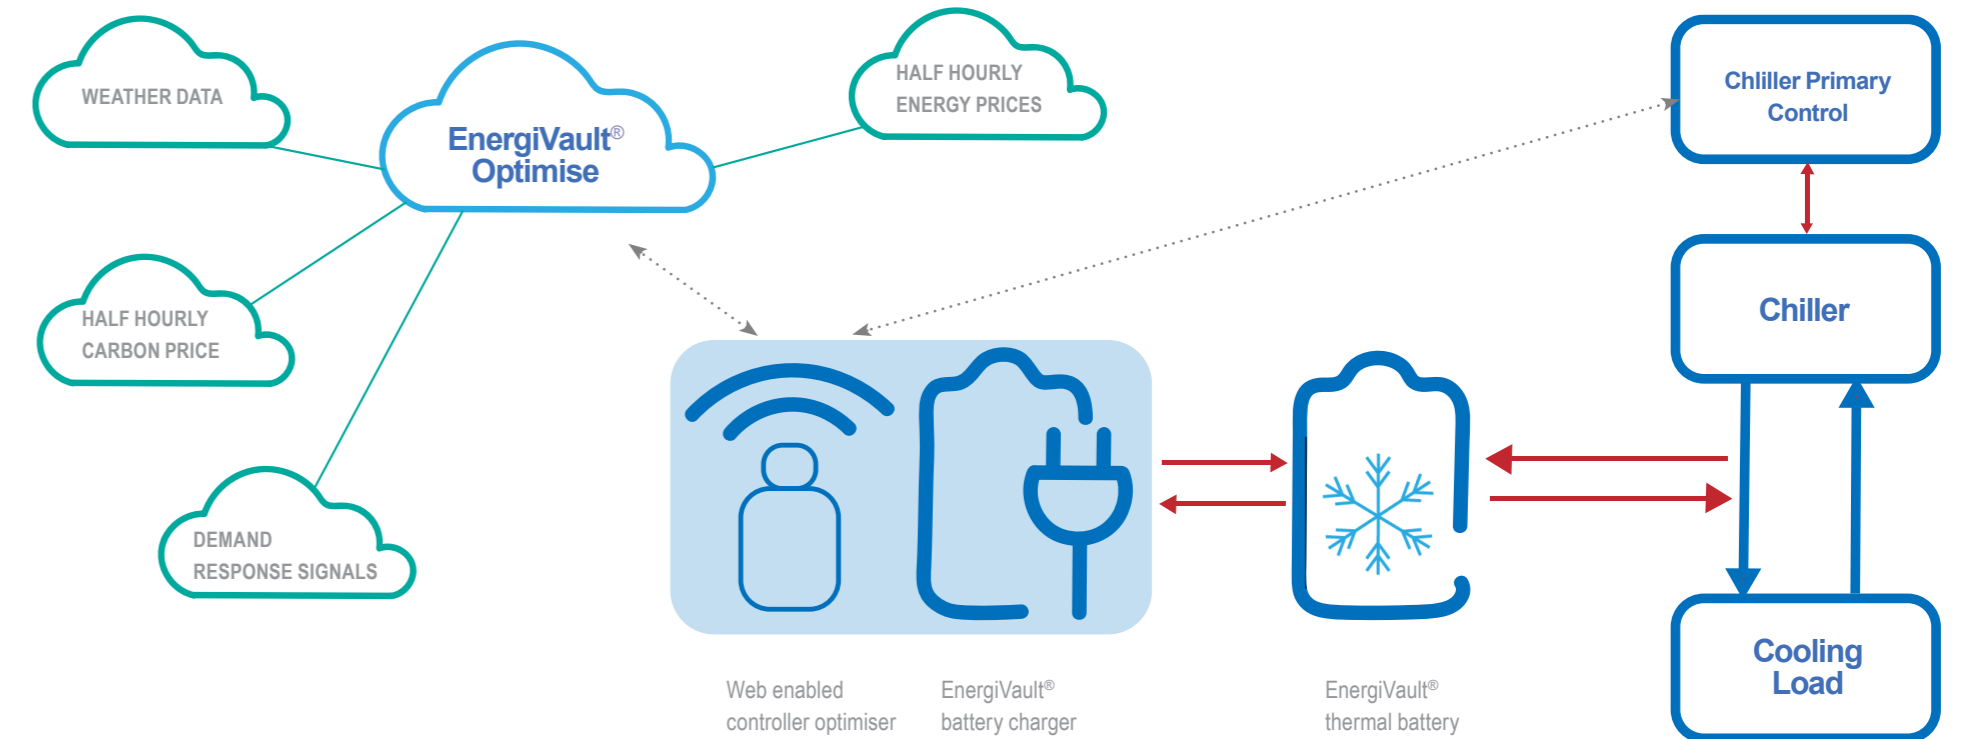 WEATHER DATA
EnergiVault®
Optimise
HALF HOURLY
ENERGY PRICES
Chliller Primary
Control
HALF HOURLY
CARBON PRICE
Chiller
DEMAND
RESPONSE SIGNALS
Web enabled
controller optimiser
EnergiVault®
battery charger
EnergiVault®
thermal battery
Cooling
Load